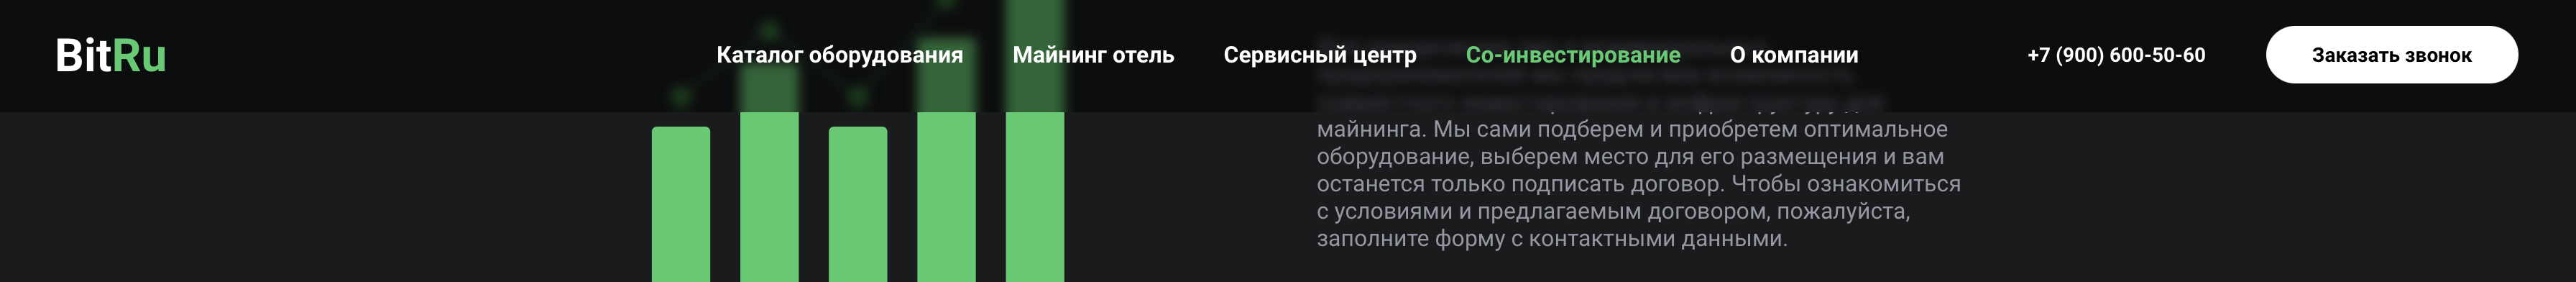 BitRu
Каталог оборудования
Майнинг отель
Сервисный центр
Со-инвестирование
О компании
+7 (900) 600-50-60
Заказать звонок
майнинга. Мы сами подберем и приобретем оптимальное
оборудование, выберем место для его размещения и вам
останется только подписать договор. Чтобы ознакомиться
с условиями и предлагаемым договором, пожалуйста,
заполните форму с контактными данными.